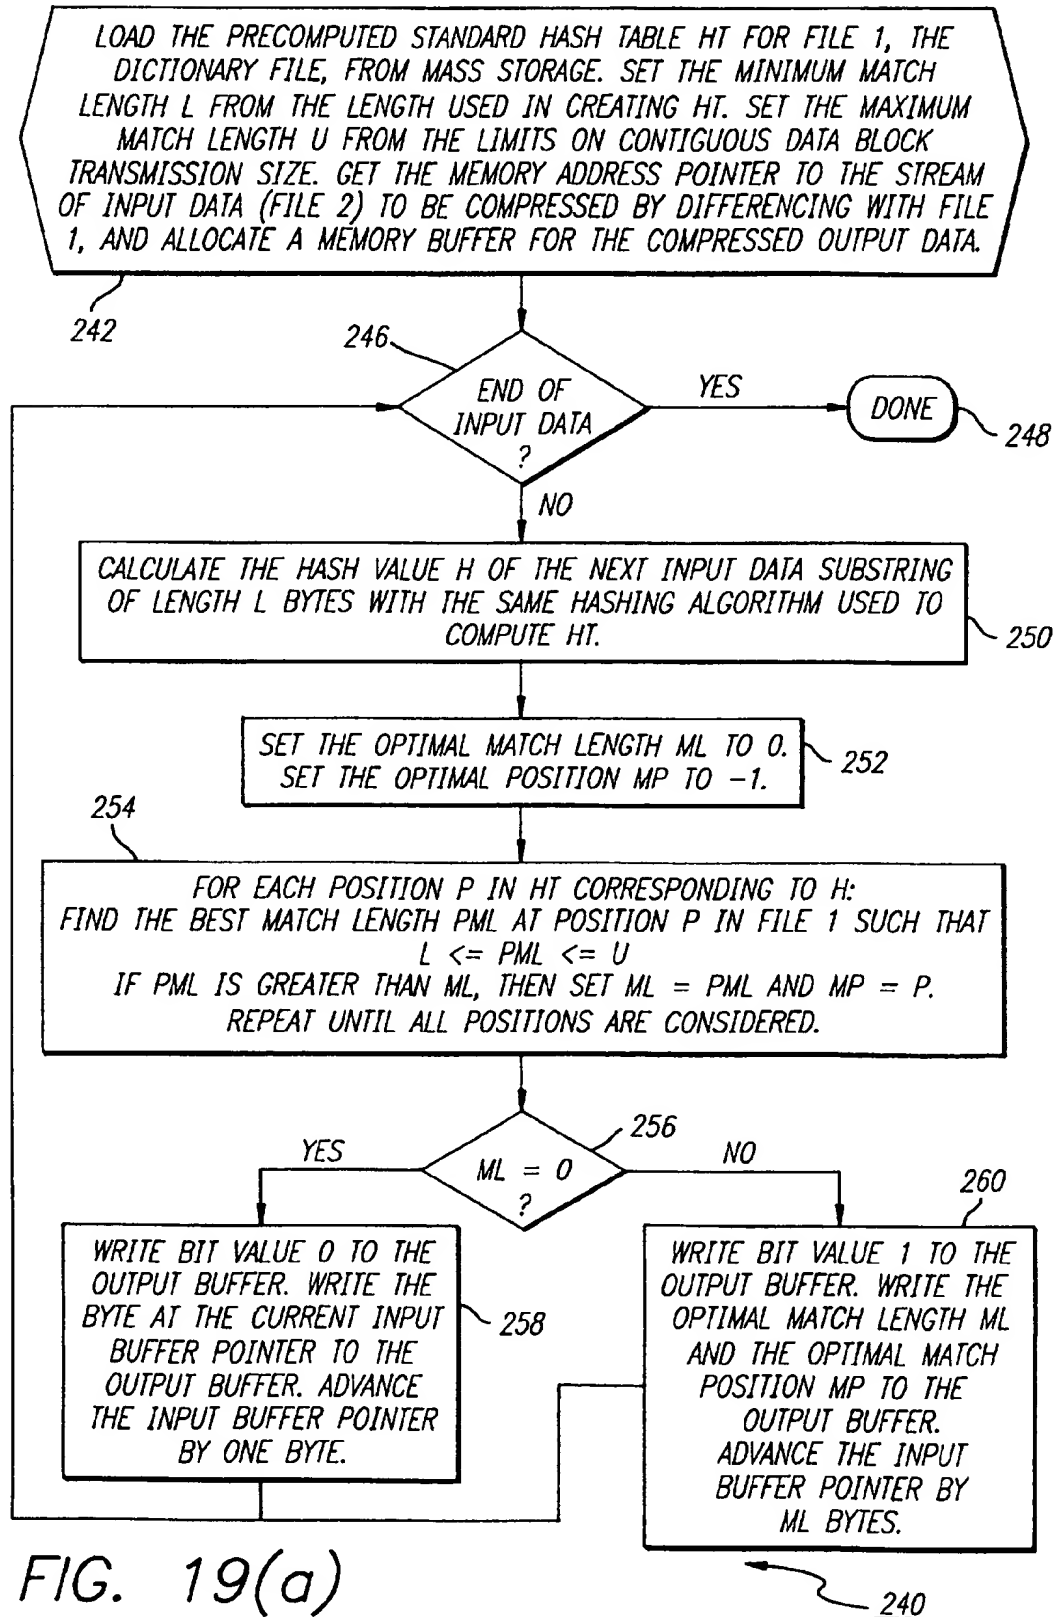 LOAD THE PRECOMPUTED STANDARD HASH TABLE HT FOR FILE 1, THE
DICTIONARY FILE, FROM MASS STORAGE. SET THE MINIMUM MATCH
LENGTH L FROM THE LENGTH USED IN CREATING HT. SET THE MAXIMUM
MATCH LENGTH U FROM THE LIMITS ON CONTIGUOUS DATA BLOCK
TRANSMISSION SIZE. GET THE MEMORY ADDRESS POINTER TO THE STREAM
OF INPUT DATA (FILE 2) TO BE COMPRESSED BY DIFFERENCING WITH FILE
1, AND ALLOCATE A MEMORY BUFFER FOR THE COMPRESSED OUTPUT DATA.
242
246
END OF
INPUT DATA
?
YES
DONE
248
NO
CALCULATE THE HASH VALUE H OF THE NEXT INPUT DATA SUBSTRING
OF LENGTH L BYTES WITH THE SAME HASHING ALGORITHM USED TO
COMPUTE HT.
250
SET THE OPTIMAL MATCH LENGTH ML TO 0.
SET THE OPTIMAL POSITION MP TO -1.
252
254
FOR EACH POSITION P IN HT CORRESPONDING TO H:
FIND THE BEST MATCH LENGTH PML AT POSITION P IN FILE 1 SUCH THAT
L <= PML <= U
IF PML IS GREATER THAN ML, THEN SET ML = PML AND MP = P.
REPEAT UNTIL ALL POSITIONS ARE CONSIDERED.
256
YES
ML = 0
?
NO
260
WRITE BIT VALUE 0 TO THE
OUTPUT BUFFER. WRITE THE
BYTE AT THE CURRENT INPUT
BUFFER POINTER TO THE
OUTPUT BUFFER. ADVANCE
THE INPUT BUFFER POINTER
BY ONE BYTE.
258
WRITE BIT VALUE 1 TO THE
OUTPUT BUFFER. WRITE THE
OPTIMAL MATCH LENGTH ML
AND THE OPTIMAL MATCH
POSITION MP TO THE
OUTPUT BUFFER.
ADVANCE THE INPUT
BUFFER POINTER BY
ML BYTES.
FIG. 19(a)
240